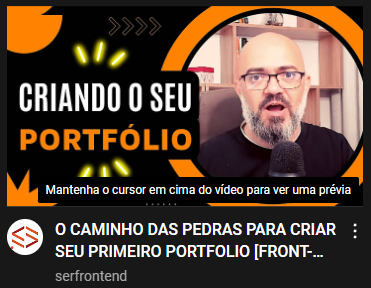 CRIANDO O SEU
PORTFÓLIO
Mantenha o cursor em cima do vídeo para ver uma prévia
O CAMINHO DAS PEDRAS PARA CRIAR
SEU PRIMEIRO PORTFOLIO [FRONT-...
serfrontend